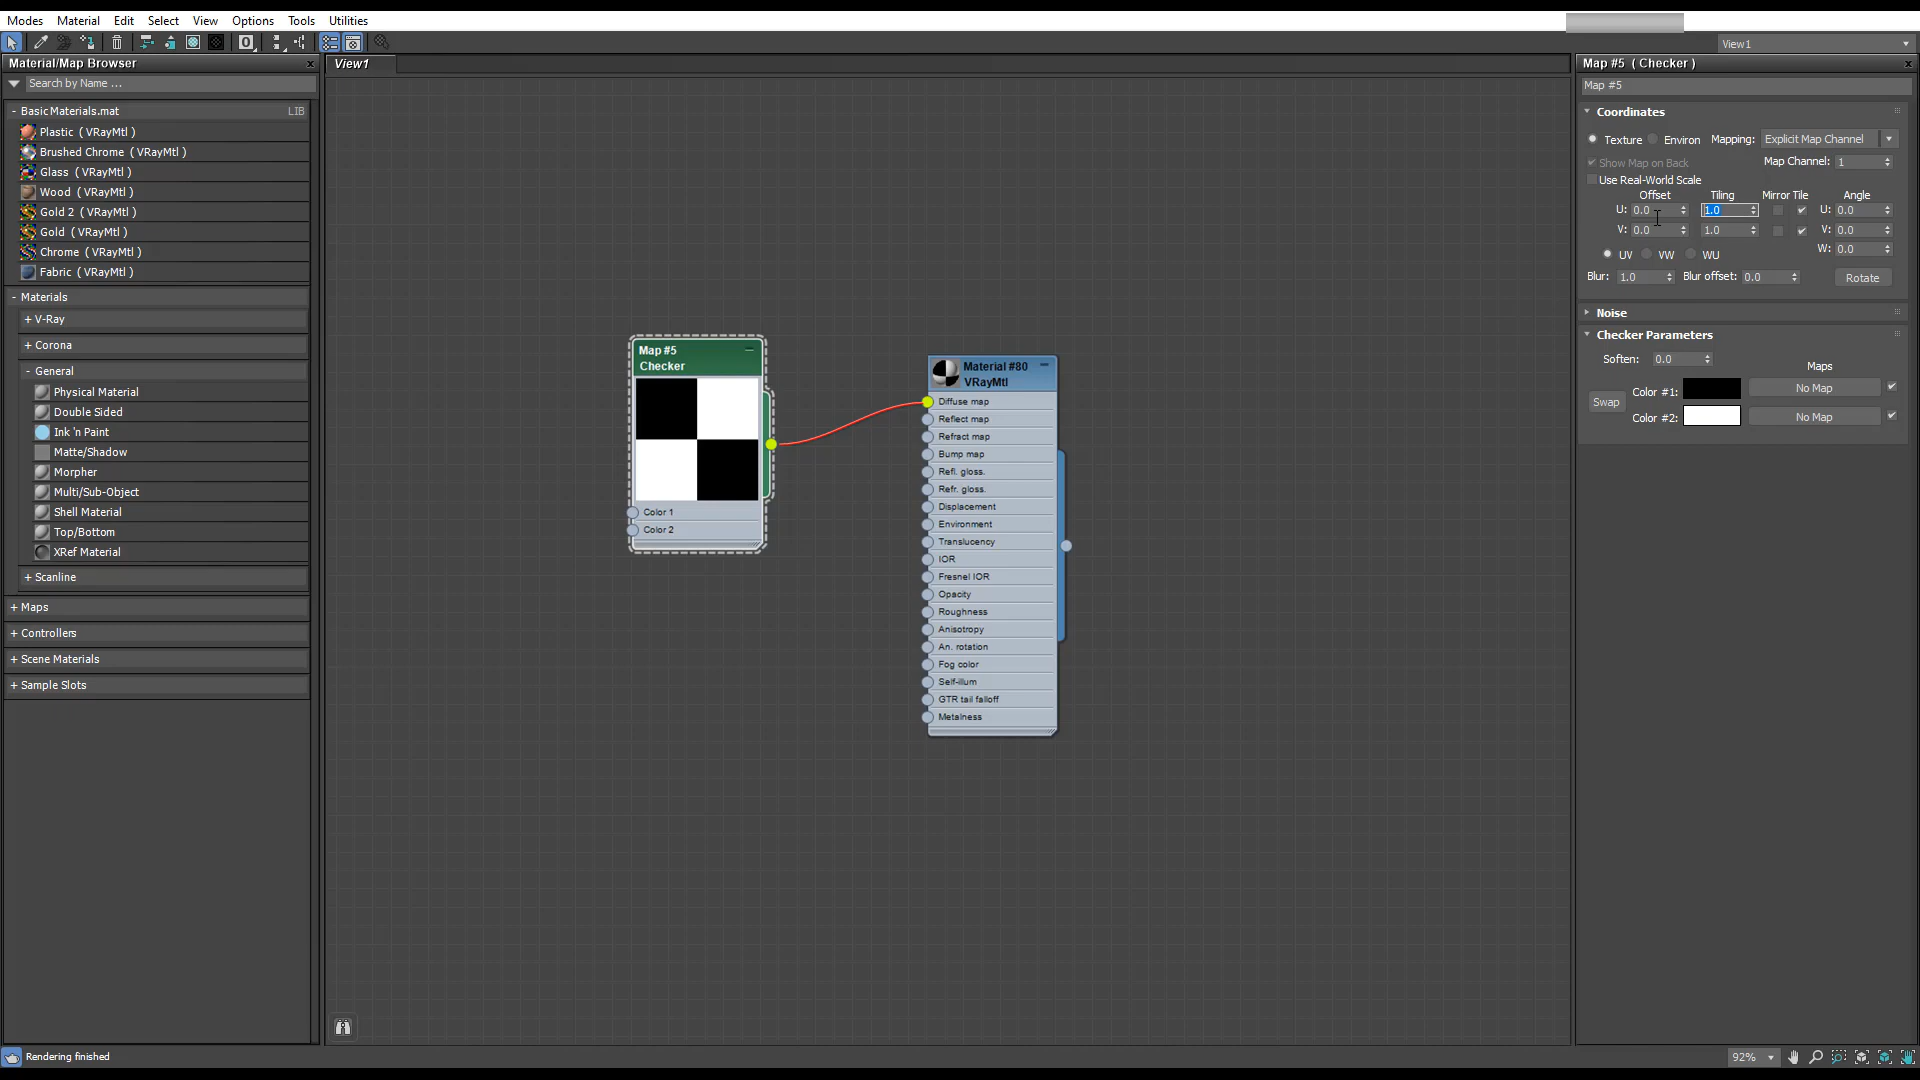 Modes Material Edit Select View Options Tools Utilities
View1
Material/Map Browser
Search by Name ...
- BasicMaterials.mat LIB
Plastic ( VRayMtl )
Brushed Chrome ( VRayMtl )
Glass ( VRayMtl )
Wood ( VRayMtl )
Gold 2 ( VRayMtl )
Gold ( VRayMtl )
Chrome ( VRayMtl )
Fabric ( VRayMtl )
- Materials
+ V-Ray
+ Corona
- General
Physical Material
Double Sided
Ink 'n Paint
Matte/Shadow
Morpher
Multi/Sub-Object
Shell Material
Top/Bottom
XRef Material
+ Scanline
+ Maps
+ Controllers
+ Scene Materials
+ Sample Slots
View1
Map #5
Checker
Color 1
Color 2
Material #80
VRayMtl
Diffuse map
Reflect map
Refract map
Bump map
Refl. gloss.
Refr. gloss.
Displacement
Environment
Translucency
IOR
Fresnel IOR
Opacity
Roughness
Anisotropy
An. rotation
Fog color
Self-illum
GTR tail falloff
Metalness
Map #5 ( Checker )
Map #5
Coordinates
Texture Environ Mapping: Explicit Map Channel
Show Map on Back Map Channel: 1
Use Real-World Scale
Offset Tiling Mirror Tile Angle
U: 0.0 1.0 U: 0.0
V: 0.0 1.0 V: 0.0
W: 0.0
UV VW WU
Blur: 1.0 Blur offset: 0.0 Rotate
Noise
Checker Parameters
Soften: 0.0 Maps
Swap Color #1: No Map
Color #2: No Map
Rendering finished
92%